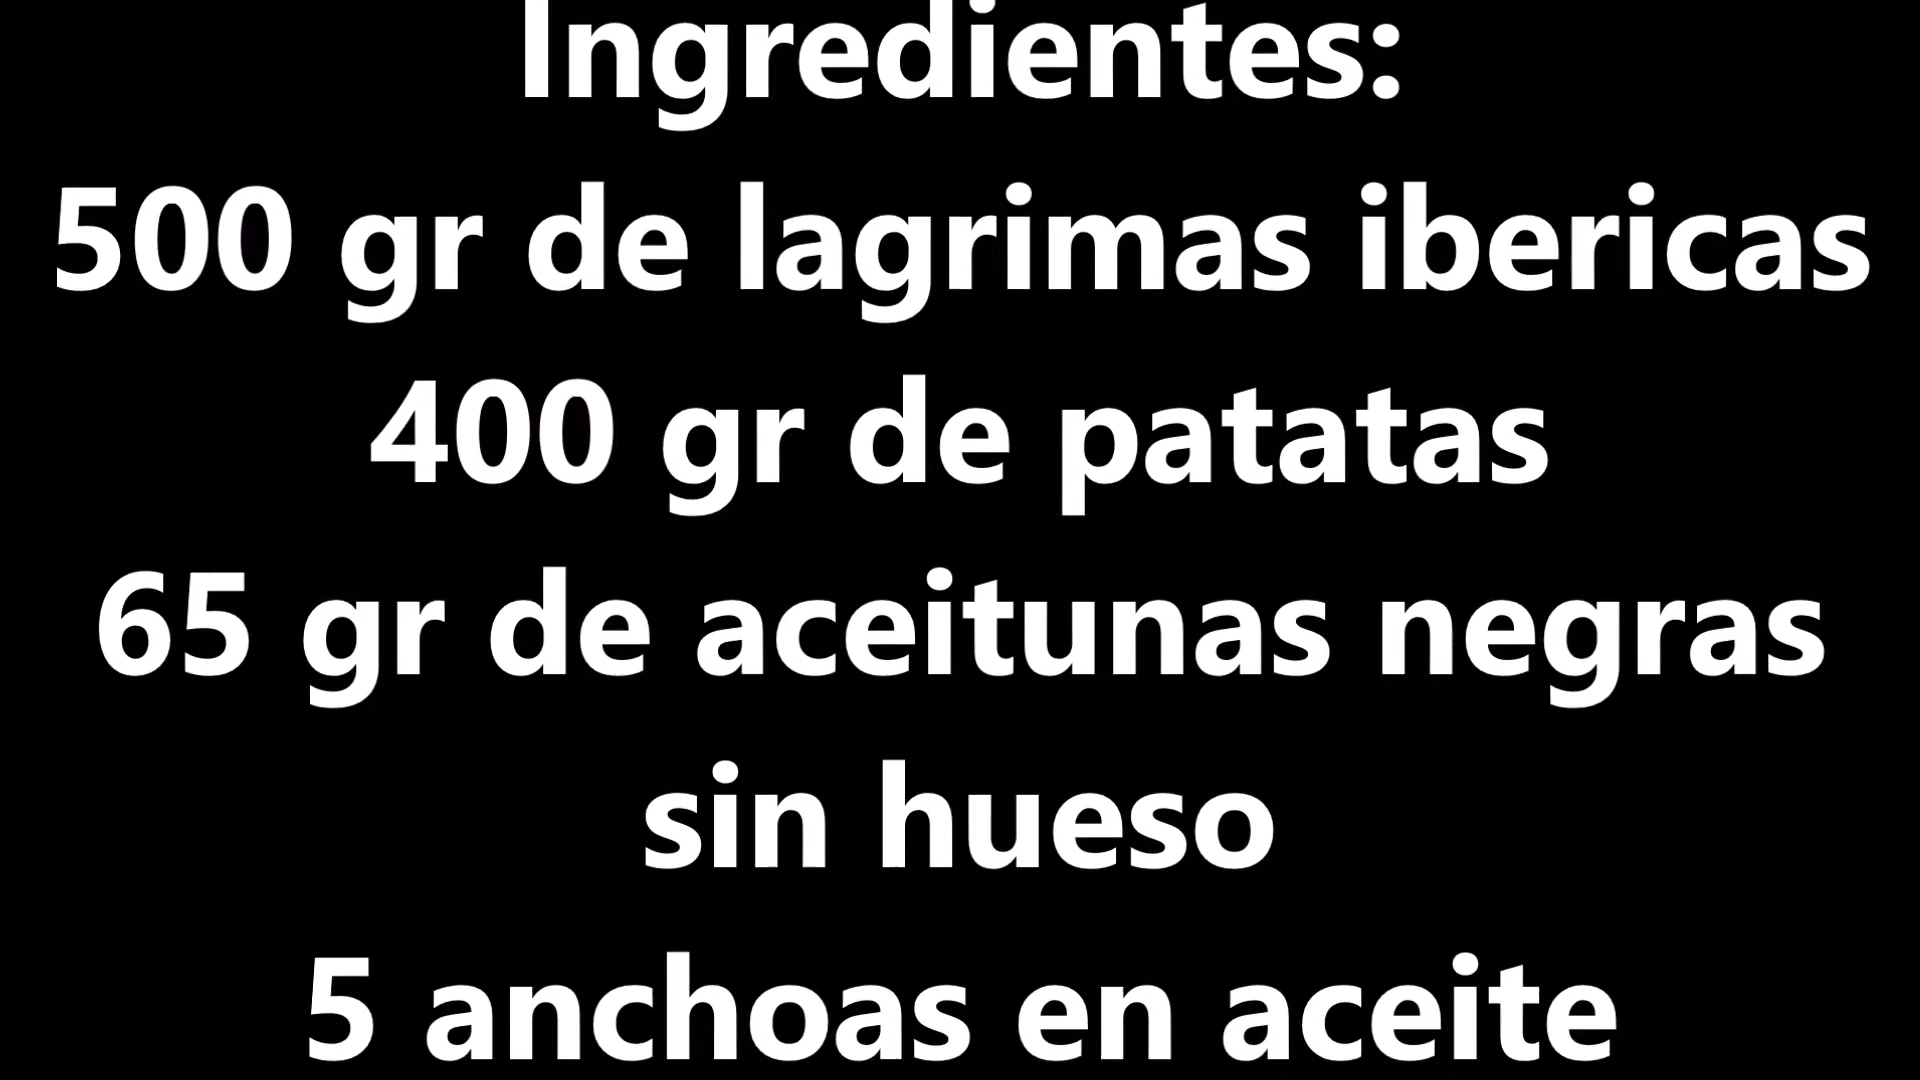 Ingredientes:
500 gr de lagrimas ibericas
400 gr de patatas
65 gr de aceitunas negras
sin hueso
5 anchoas en aceite